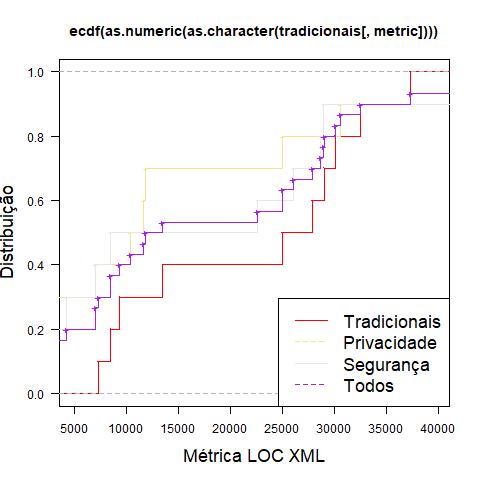 ecdf(as.numeric(as.character(tradicionais[, metric])))
Distribuição
1.0
0.8
0.6
0.4
0.2
0.0
Tradicionais
Privacidade
Segurança
Todos
5000 10000 15000 20000 25000 30000 35000 40000
Métrica LOC XML